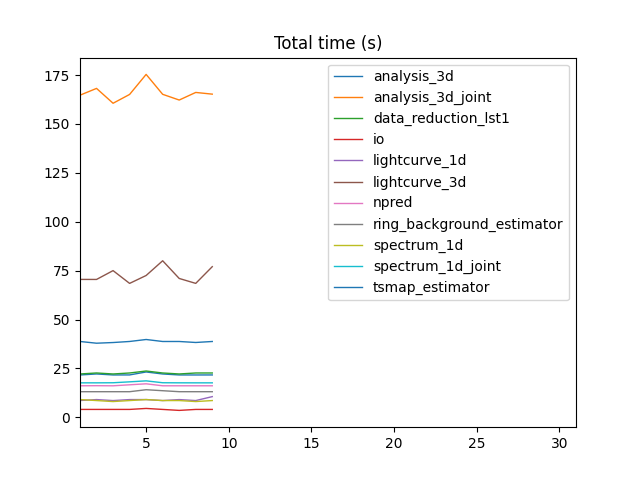 Total time (s)
175
150
125
100
75
50
25
0
5
10
15
20
25
30
analysis_3d
analysis_3d_joint
data_reduction_lst1
io
lightcurve_1d
lightcurve_3d
npred
ring_background_estimator
spectrum_1d
spectrum_1d_joint
tsmap_estimator